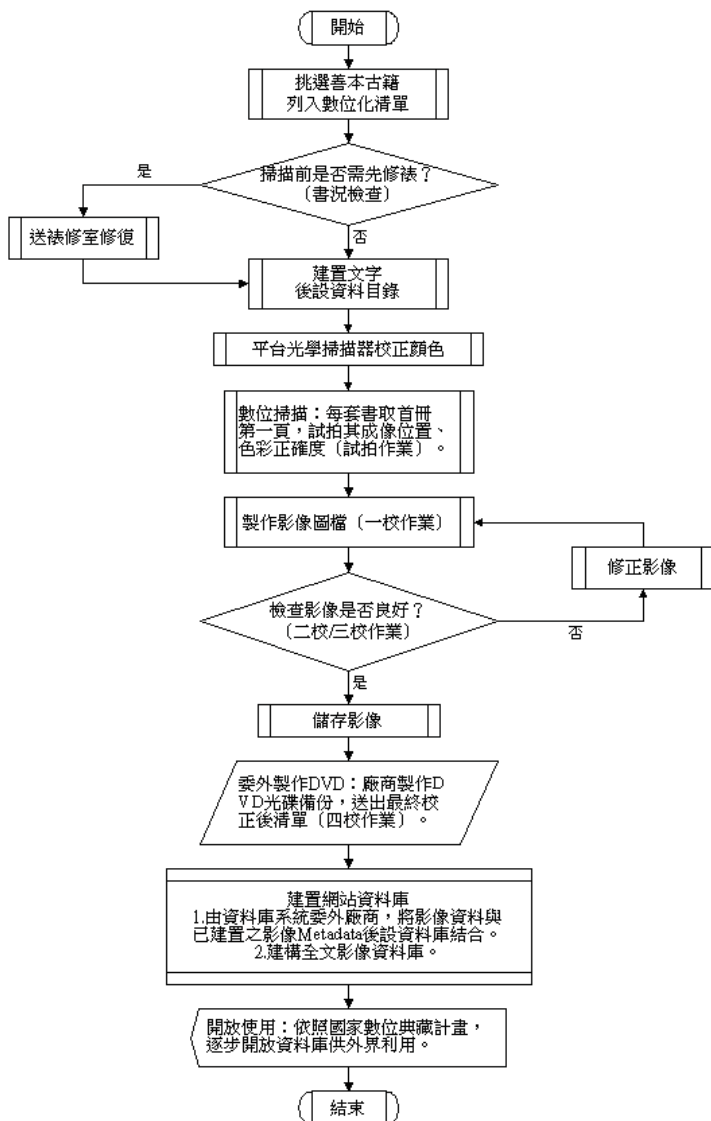 開始
挑選善本古籍
列入數位化清單
是
掃描前是否需先修裱？
〔書況檢查〕
送裱修室修復
否
建置文字
後設資料目錄
平台光學掃描器校正顏色
數位掃描：每套書取首冊
第一頁，試拍其成像位置、
色彩正確度〔試拍作業〕。
製作影像圖檔〔一校作業〕
修正影像
檢查影像是否良好？
〔二校/三校作業〕
否
是
儲存影像
委外製作DVD：廠商製作D
VD光碟備份，送出最終校
正後清單〔四校作業〕。
建置網站資料庫
1.由資料庫系統委外廠商，將影像資料與
已建置之影像Metadata後設資料庫結合。
2.建構全文影像資料庫。
開放使用：依照國家數位典藏計畫，
逐步開放資料庫供外界利用。
結束